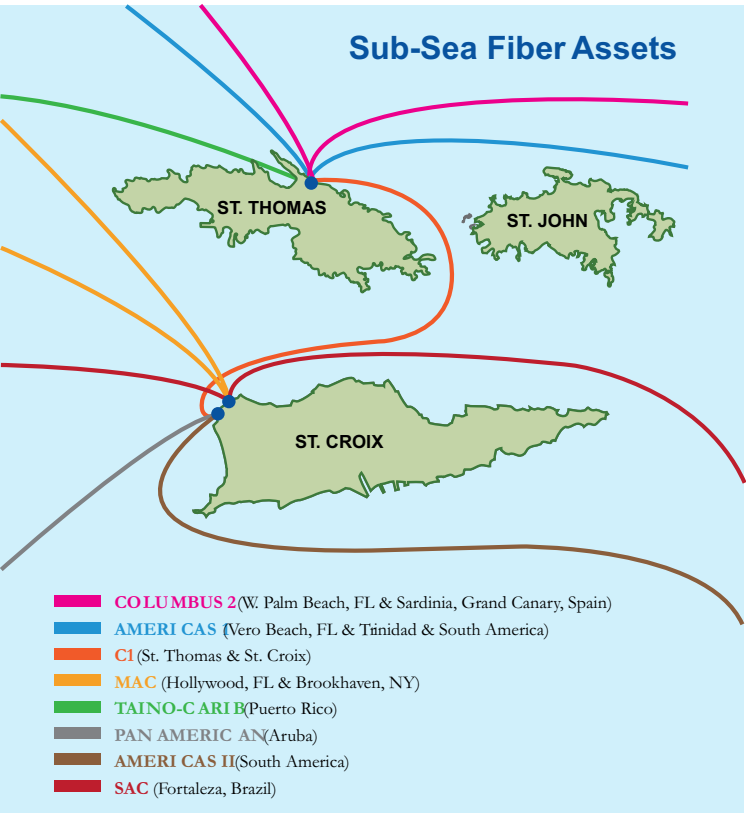 Sub-Sea Fiber Assets
ST. THOMAS
ST. JOHN
ST. CROIX
COLUMBUS 2 (W. Palm Beach, FL & Sardinia, Grand Canary, Spain)
AMERICAS I (Vero Beach, FL & Trinidad & South America)
C1 (St. Thomas & St. Croix)
MAC (Hollywood, FL & Brookhaven, NY)
TAINO-CARIB (Puerto Rico)
PAN AMERICAN (Aruba)
AMERICAS II (South America)
SAC (Fortaleza, Brazil)